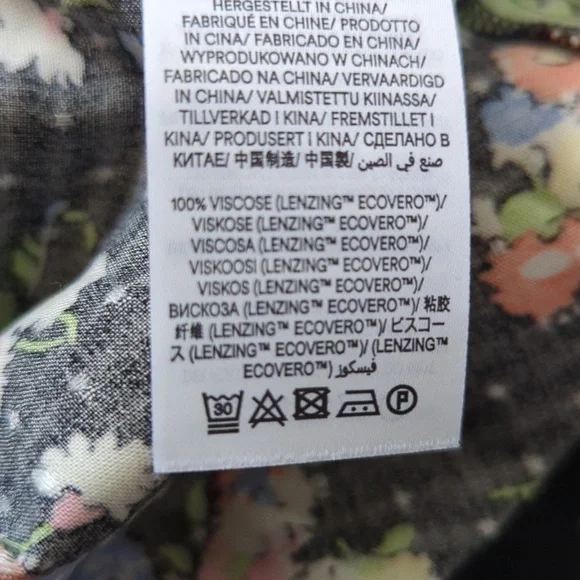 HERGESTELLT IN CHINA/
FABRIQUÉ EN CHINE/ PRODOTTO
IN CINA/ FABRICADO EN CHINA/
WYPRODUKOWANO W CHINACH/
FABRICADO NA CHINA/ VERVAARDIGD
IN CHINA/ VALMISTETTU KIINASSA/
TILLVERKAD I KINA/ FREMSTILLET I
KINA/ PRODUSERT I KINA/ СДЕЛАНО В
КИТАЕ/ 中国制造/ 中国製/ صنع في الصين
100% VISCOSE (LENZING™ ECOVERO™)/
VISKOSE (LENZING™ ECOVERO™)/
VISCOSA (LENZING™ ECOVERO™)/
VISKOOSI (LENZING™ ECOVERO™)/
VISKOS (LENZING™ ECOVERO™)/
ВИСКОЗА (LENZING™ ECOVERO™)/ 粘胶
纤维 (LENZING™ ECOVERO™)/ ビスコー
ス (LENZING™ ECOVERO™)/ (LENZING™
ECOVERO™) فيسكوز
30
P